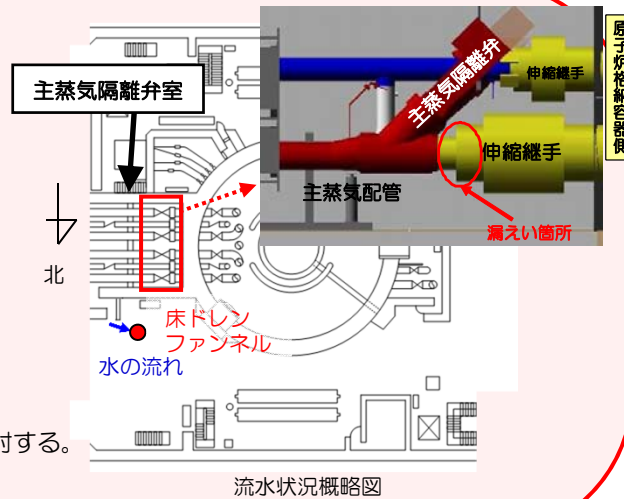 主蒸気隔離弁室
主蒸気隔離弁
伸縮継手
伸縮継手
原子炉格納容器側
主蒸気配管
漏えい箇所
北
床ドレン
ファンネル
水の流れ
討する。
流水状況概略図